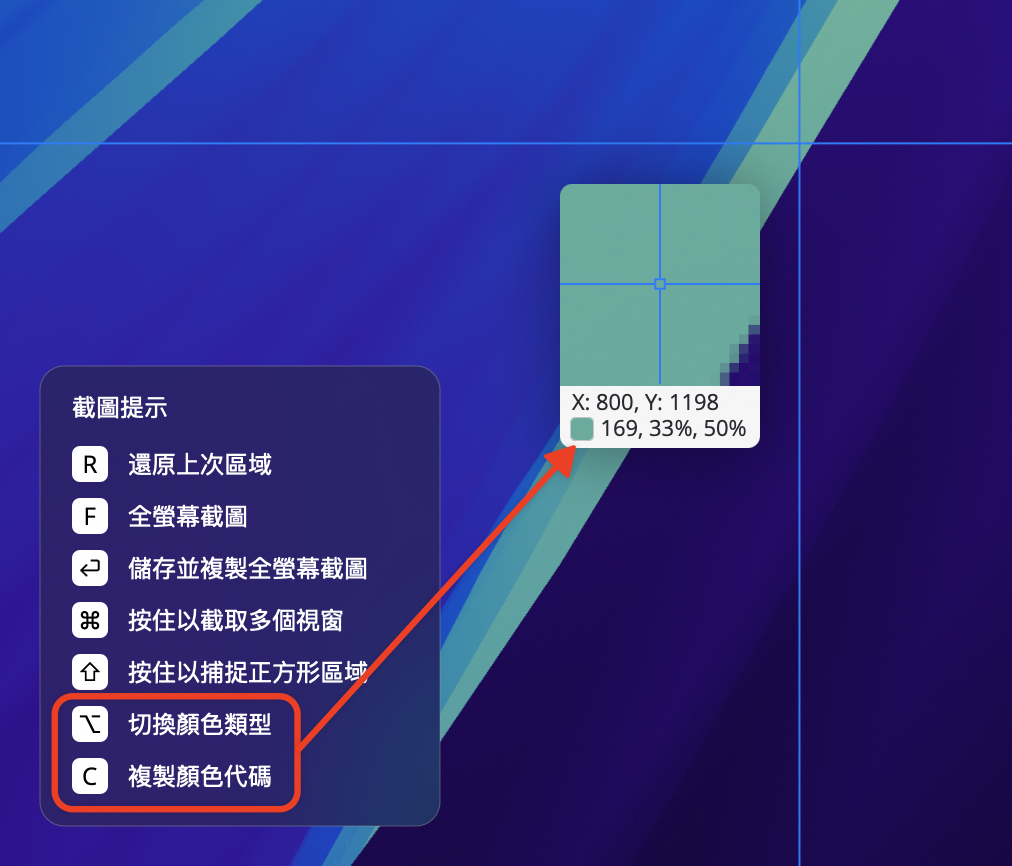 X: 800, Y: 1198
169, 33%, 50%
截圖提示
R 還原上次區域
F 全螢幕截圖
↩ 儲存並複製全螢幕截圖
⌘ 按住以截取多個視窗
⇧ 按住以捕捉正方形區域
⌥ 切換顏色類型
C 複製顏色代碼